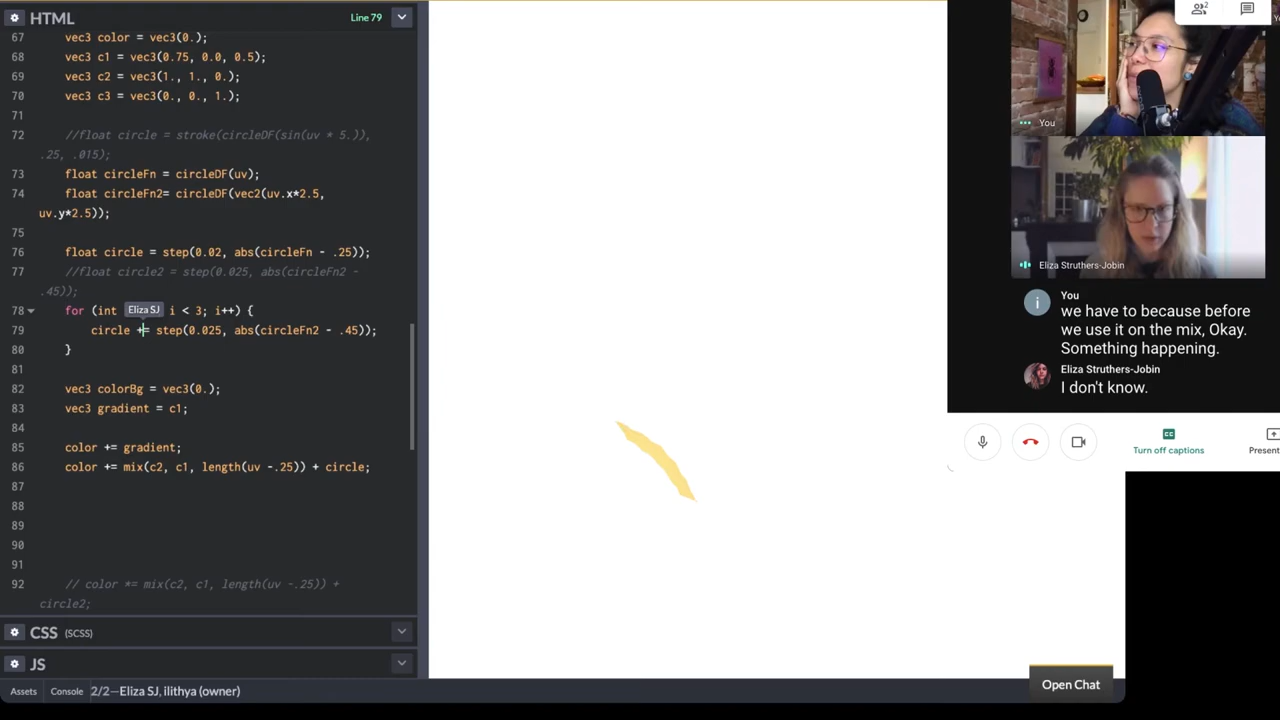 HTML
Line 79
67 vec3 color = vec3(0.);
68 vec3 c1 = vec3(0.75, 0.0, 0.5);
69 vec3 c2 = vec3(1., 1., 0.);
70 vec3 c3 = vec3(0., 0., 1.);
71
72 //float circle = stroke(circleDF(sin(uv * 5.)),
.25, .015);
73 float circleFn = circleDF(uv);
74 float circleFn2= circleDF(vec2(uv.x*2.5,
uv.y*2.5));
75
76 float circle = step(0.02, abs(circleFn - .25));
77 //float circle2 = step(0.025, abs(circleFn2 -
.45));
Eliza SJ
78 for (int i < 3; i++) {
79 circle += step(0.025, abs(circleFn2 - .45));
80 }
81
82 vec3 colorBg = vec3(0.);
83 vec3 gradient = c1;
84
85 color += gradient;
86 color += mix(c2, c1, length(uv -.25)) + circle;
87
88
89
90
91
92 // color *= mix(c2, c1, length(uv -.25)) +
circle2;
CSS (SCSS)
JS
Assets Console 2/2—Eliza SJ, ilithya (owner)
Open Chat
2
You
Eliza Struthers-Jobin
i
You
we have to because before
we use it on the mix, Okay.
Something happening.
Eliza Struthers-Jobin
I don't know.
Turn off captions
Present